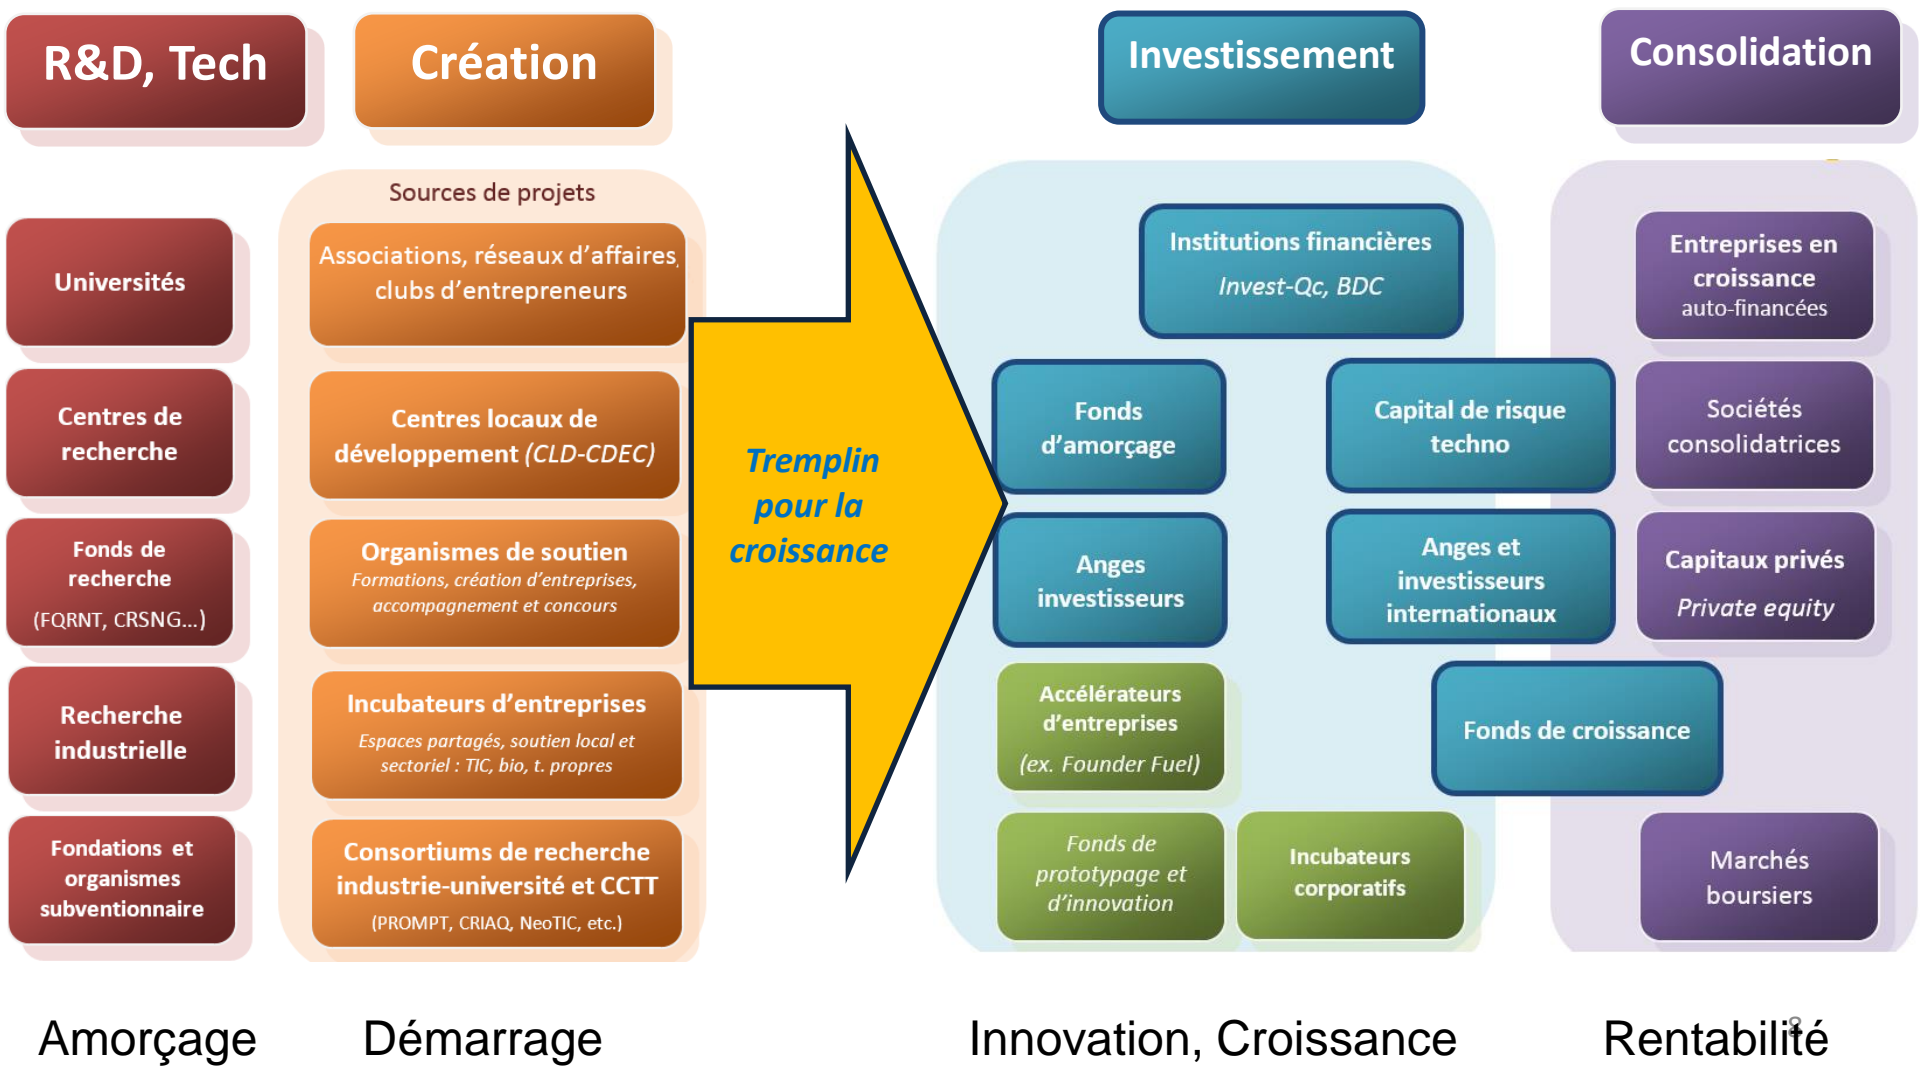 R&D, Tech
Création
Investissement
Consolidation
Universités
Centres de
recherche
Fonds de
recherche
(FQRNT, CRSNG...)
Recherche
industrielle
Fondations et
organismes
subventionnaire
Sources de projets
Associations, réseaux d'affaires,
clubs d'entrepreneurs
Centres locaux de
développement (CLD-CDEC)
Organismes de soutien
Formations, création d'entreprises,
accompagnement et concours
Incubateurs d'entreprises
Espaces partagés, soutien local et
sectoriel : TIC, bio, t. propres
Consortiums de recherche
industrie-université et CCTT
(PROMPT, CRIAQ, NeoTIC, etc.)
Tremplin
pour la
croissance
Institutions financières
Invest-Qc, BDC
Fonds
d'amorçage
Capital de risque
techno
Anges
investisseurs
Anges et
investisseurs
internationaux
Accélérateurs
d'entreprises
(ex. Founder Fuel)
Fonds de croissance
Fonds de
prototypage et
d'innovation
Incubateurs
corporatifs
Entreprises en
croissance
auto-financées
Sociétés
consolidatrices
Capitaux privés
Private equity
Marchés
boursiers
Amorçage
Démarrage
Innovation, Croissance
Rentabilité
8